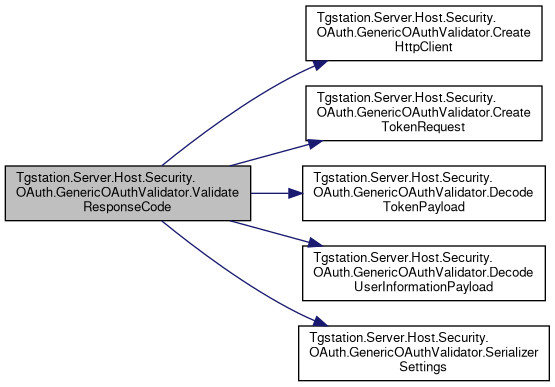 Tgstation.Server.Host.Security.
OAuth.GenericOAuthValidator.Create
HttpClient
Tgstation.Server.Host.Security.
OAuth.GenericOAuthValidator.Create
TokenRequest
Tgstation.Server.Host.Security.
OAuth.GenericOAuthValidator.Validate
ResponseCode
Tgstation.Server.Host.Security.
OAuth.GenericOAuthValidator.Decode
TokenPayload
Tgstation.Server.Host.Security.
OAuth.GenericOAuthValidator.Decode
UserInformationPayload
Tgstation.Server.Host.Security.
OAuth.GenericOAuthValidator.Serializer
Settings